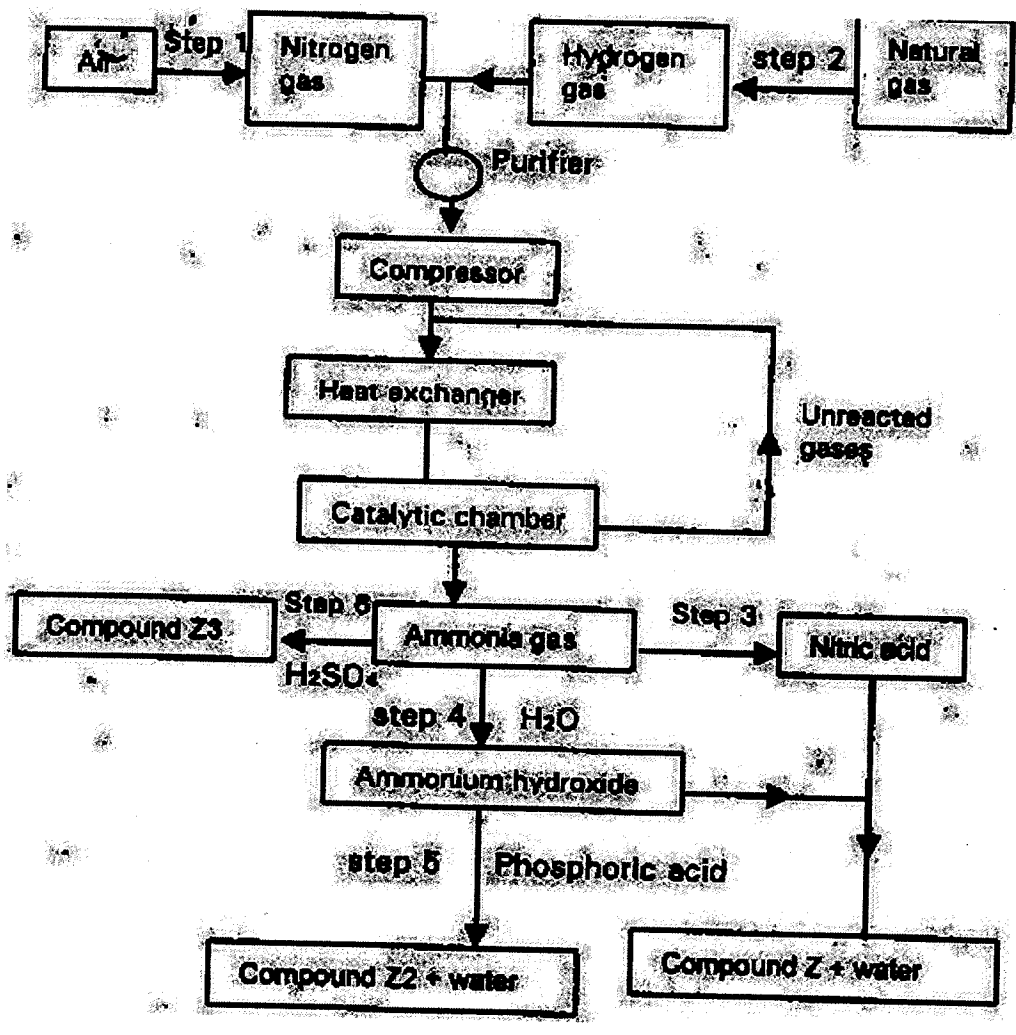 Air
Step 1
Nitrogen
gas
Hydrogen
gas
step 2
Natural
gas
Purifier
Compressor
Heat exchanger
Unreacted
gases
Catalytic chamber
Compound Z3
Step 6
H₂SO₄
Ammonia gas
Step 3
Nitric acid
step 4
H₂O
Ammonium hydroxide
step 5
Phosphoric acid
Compound Z2 + water
Compound Z + water